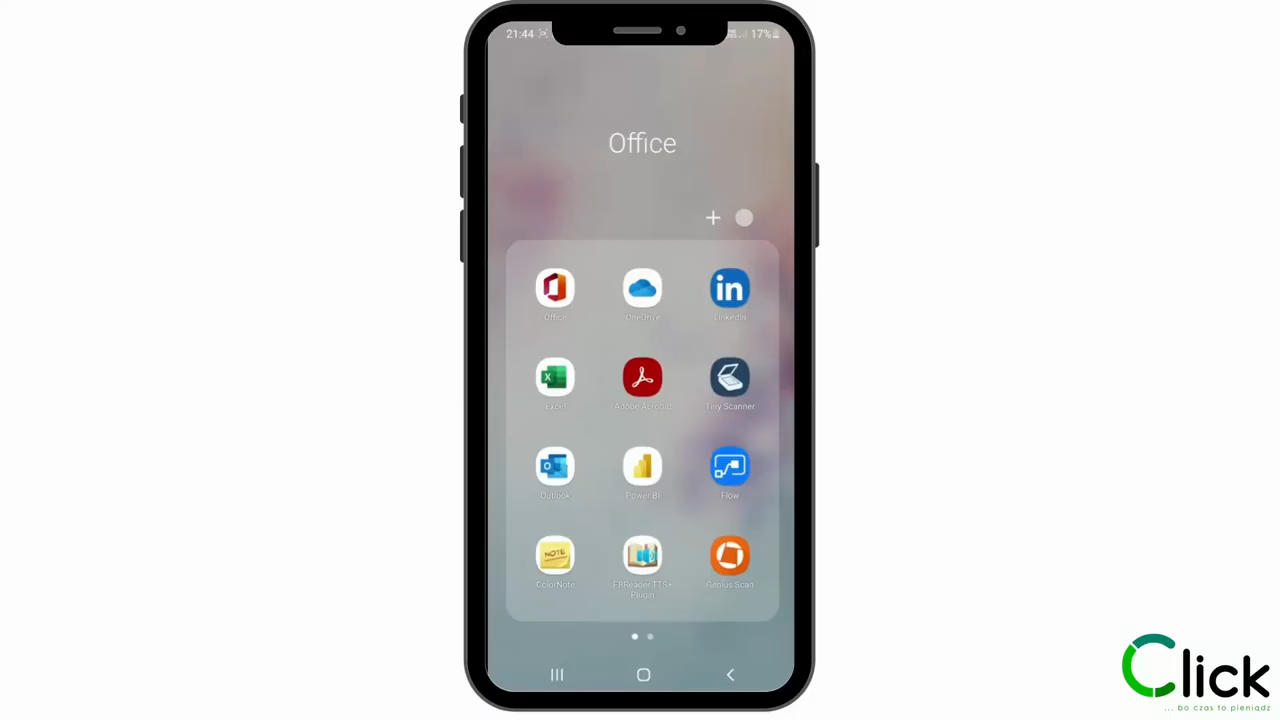 21:44
17%
Office
Office
OneDrive
LinkedIn
Excel
Adobe Acrobat
Tiny Scanner
Outlook
Power BI
Flow
NOTE
ColorNote
FBReader TTS+
Plugin
Genius Scan
Click
... bo czas to pieniądz